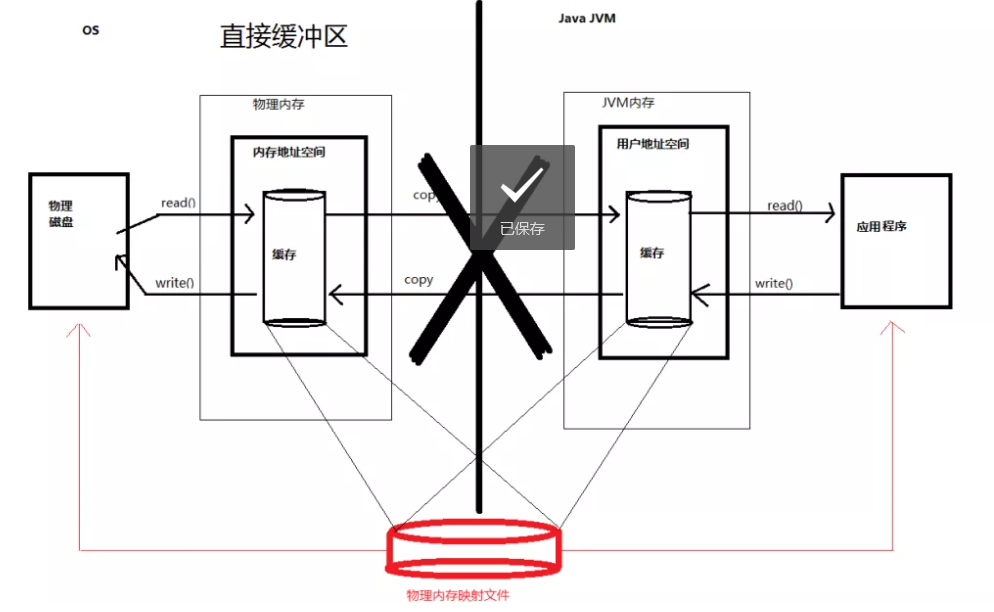 OS
直接缓冲区
Java JVM
物理内存
JVM内存
内存地址空间
用户地址空间
物理
磁盘
read()
copy
read()
缓存
缓存
应用程序
已保存
write()
copy
write()
物理内存映射文件